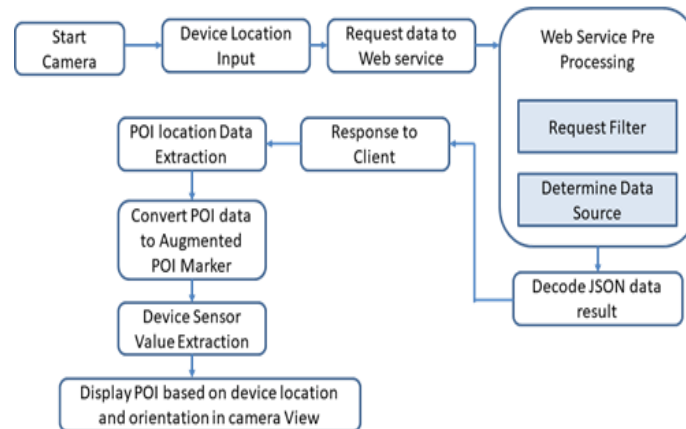 Start
Camera
Device Location
Input
Request data to
Web service
Web Service Pre
Processing
Request Filter
Determine Data
Source
Decode JSON data
result
Response to
Client
POI location Data
Extraction
Convert POI data
to Augmented
POI Marker
Device Sensor
Value Extraction
Display POI based on device location
and orientation in camera View